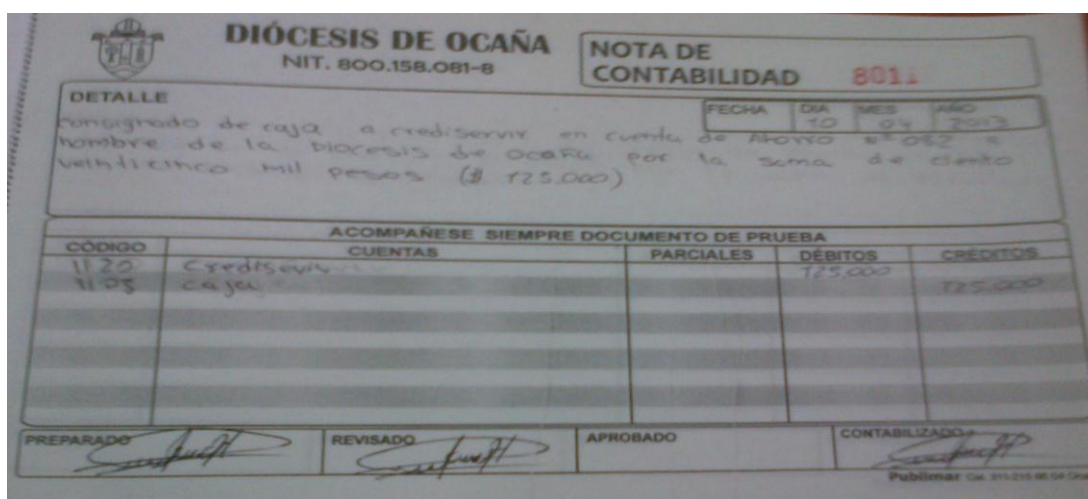 DIÓCESIS DE OCAÑA
NIT. 800.158.081-8
NOTA DE
CONTABILIDAD 8011
DETALLE
FECHA DIA MES AÑO
10 04 2013
consignado de caja a crediservir en cuenta de Ahorro N° 082 a
nombre de la Diocesis de Ocaña por la suma de ciento
veintiCinco mil pesos ($ 125.000)
ACOMPAÑESE SIEMPRE DOCUMENTO DE PRUEBA
CÓDIGO CUENTAS PARCIALES DÉBITOS CRÉDITOS
1120 Crediservir 125,000
1105 caja 125.000
PREPARADO REVISADO APROBADO CONTABILIZADO
Publimar Cel.